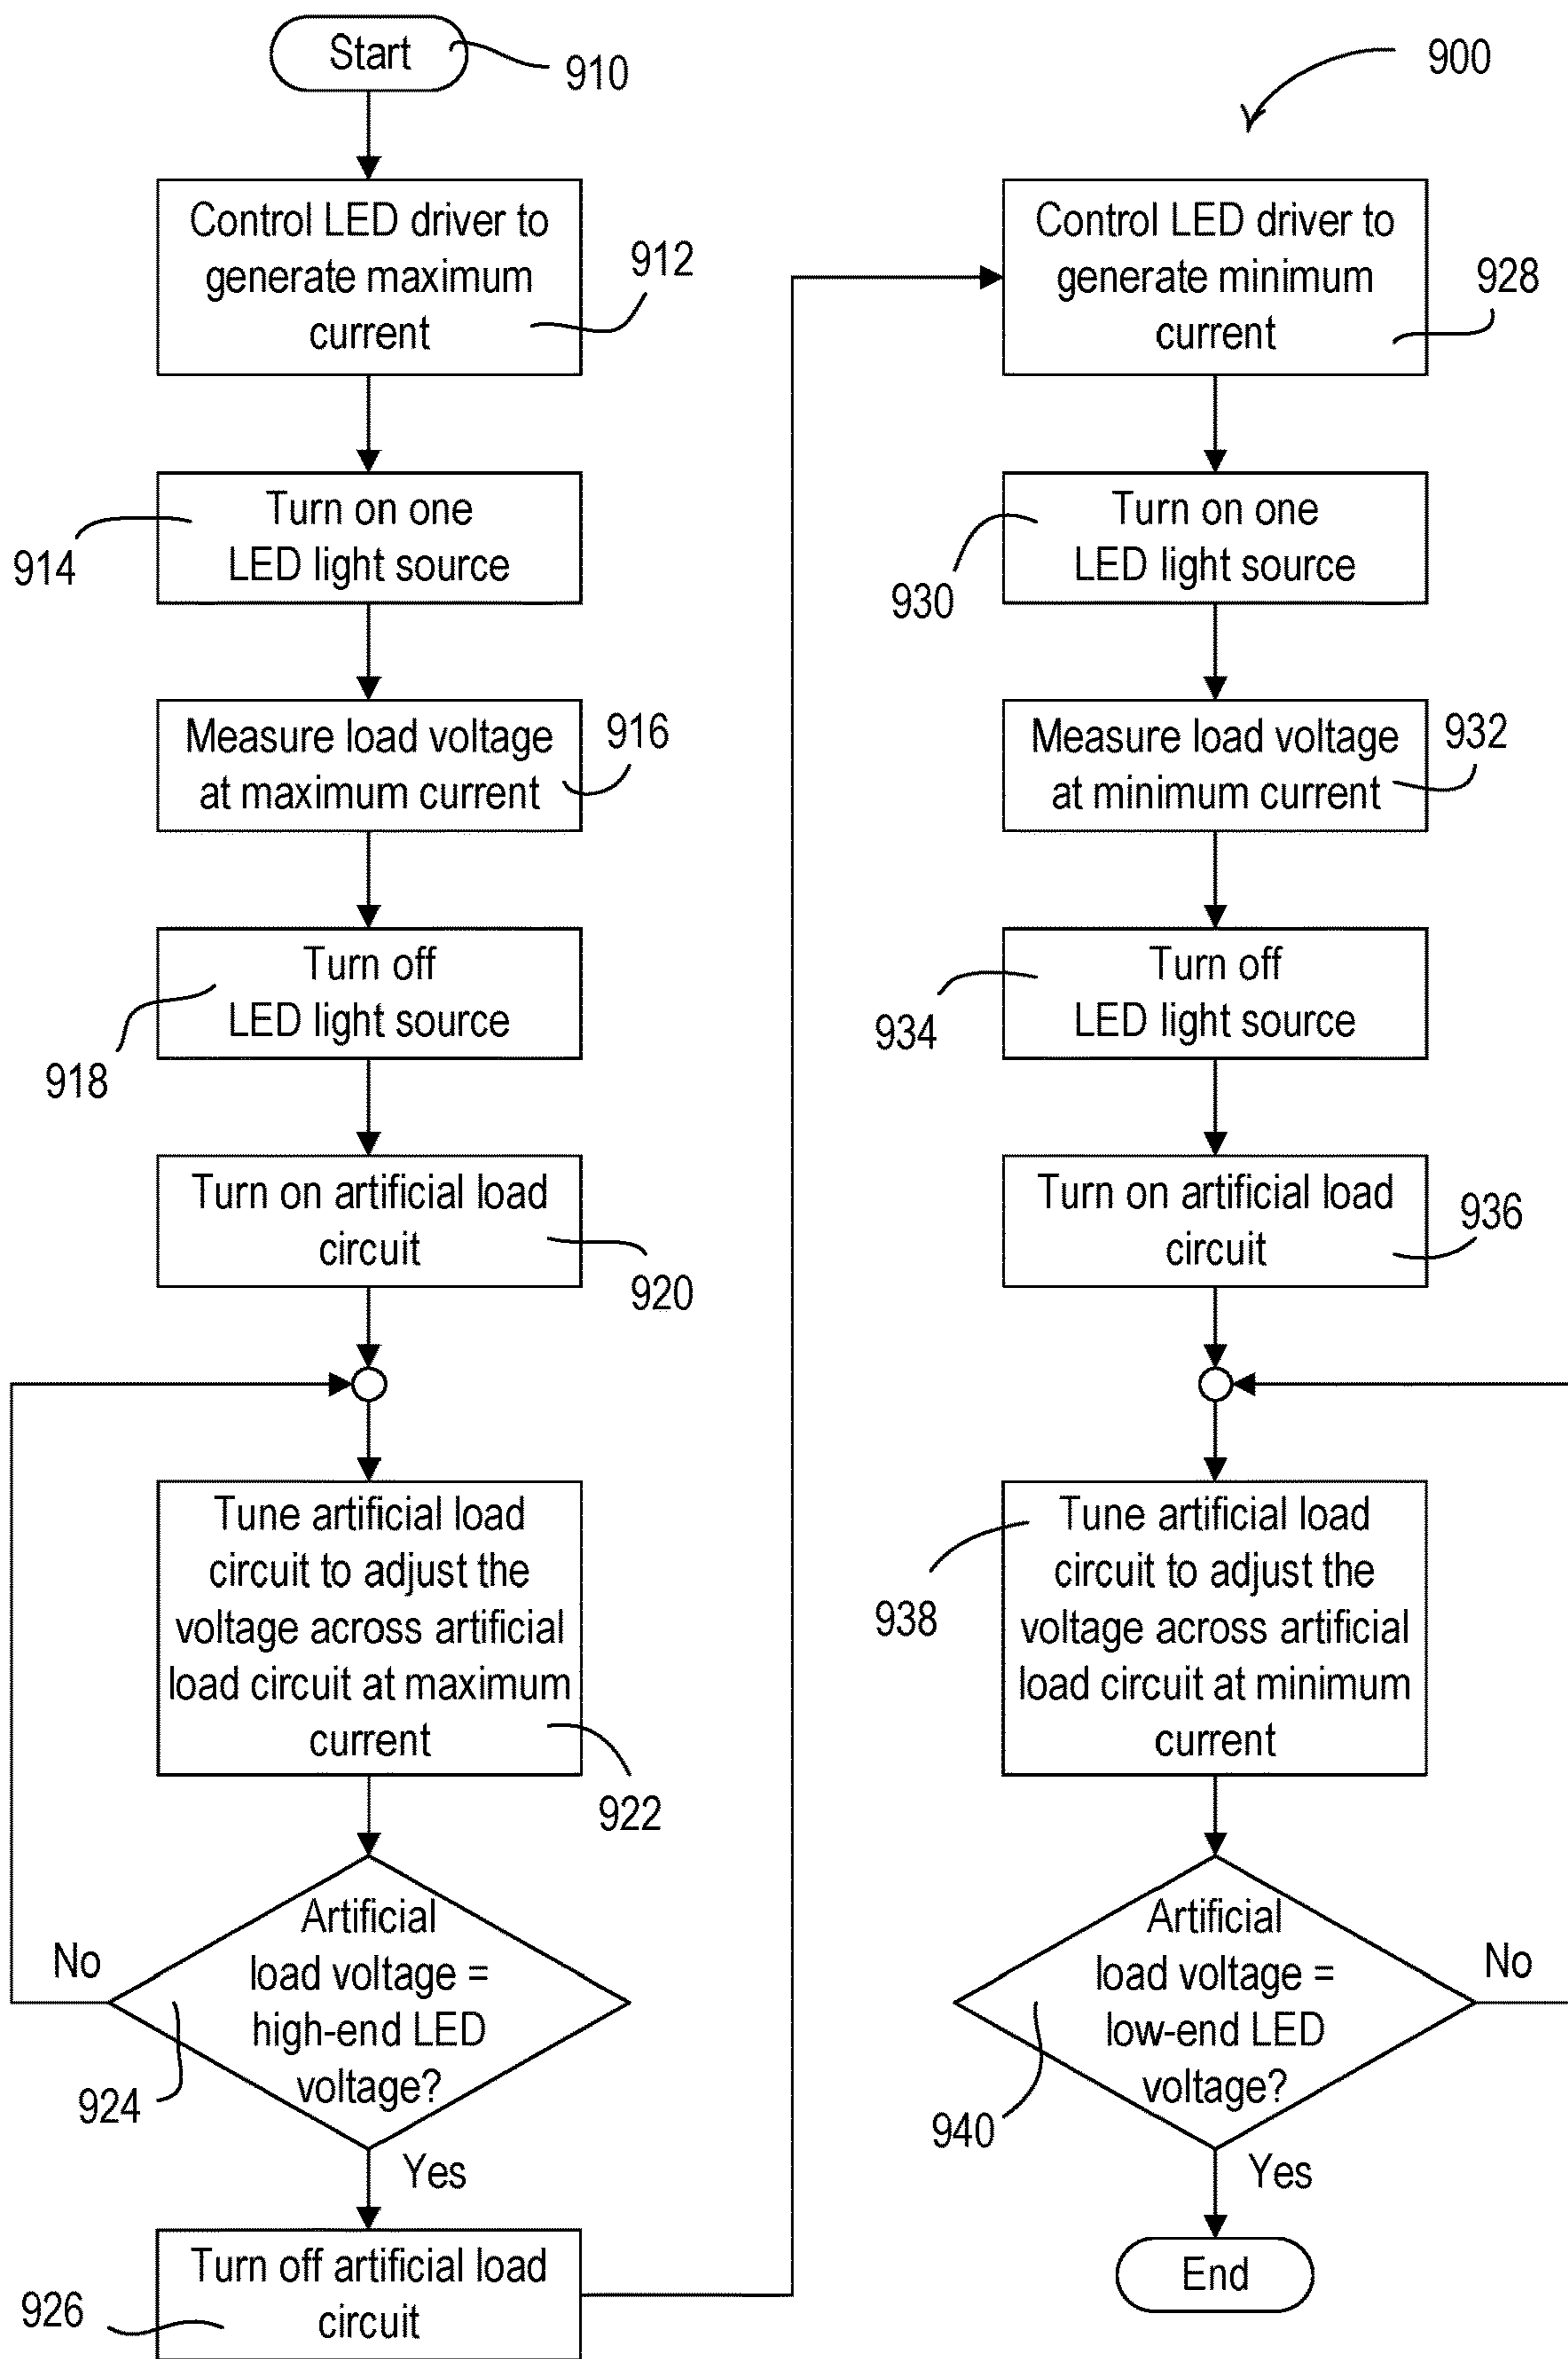 Start
910
Control LED driver to
generate maximum
current
912
Turn on one
LED light source
914
Measure load voltage
at maximum current
916
Turn off
LED light source
918
Turn on artificial load
circuit
920
Tune artificial load
circuit to adjust the
voltage across artificial
load circuit at maximum
current
922
Artificial
load voltage =
high-end LED
voltage?
No
924
Yes
Turn off artificial load
circuit
926
900
Control LED driver to
generate minimum
current
928
Turn on one
LED light source
930
Measure load voltage
at minimum current
932
Turn off
LED light source
934
Turn on artificial load
circuit
936
Tune artificial load
circuit to adjust the
voltage across artificial
load circuit at minimum
current
938
Artificial
load voltage =
low-end LED
voltage?
No
940
Yes
End